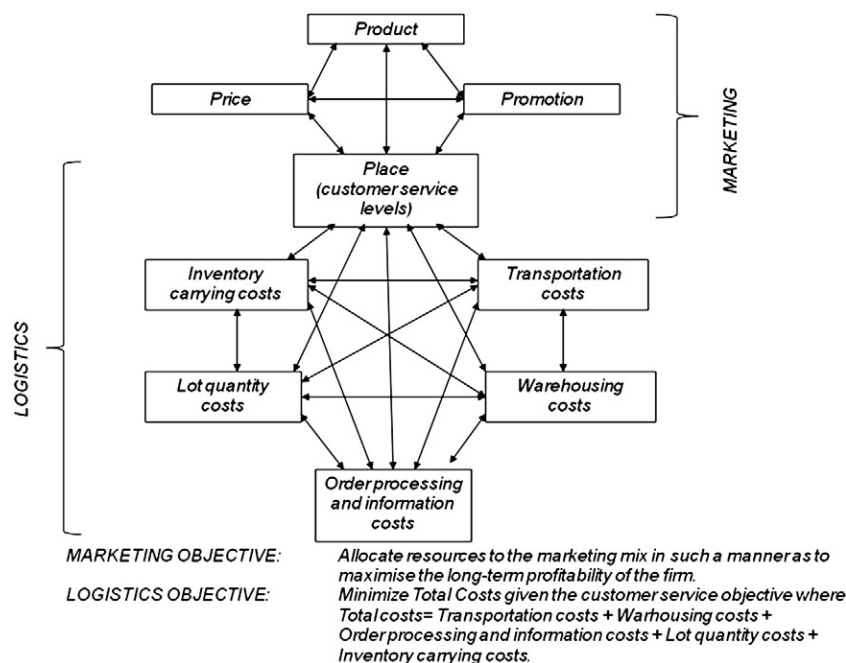 Product
Price
Promotion
MARKETING
Place
(customer service
levels)
Inventory
carrying costs
Transportation
costs
LOGISTICS
Lot quantity
costs
Warehousing
costs
Order processing
and information
costs
MARKETING OBJECTIVE: Allocate resources to the marketing mix in such a manner as to
maximise the long-term profitability of the firm.
LOGISTICS OBJECTIVE: Minimize Total Costs given the customer service objective where
Total costs= Transportation costs + Warhousing costs +
Order processing and information costs + Lot quantity costs +
Inventory carrying costs.